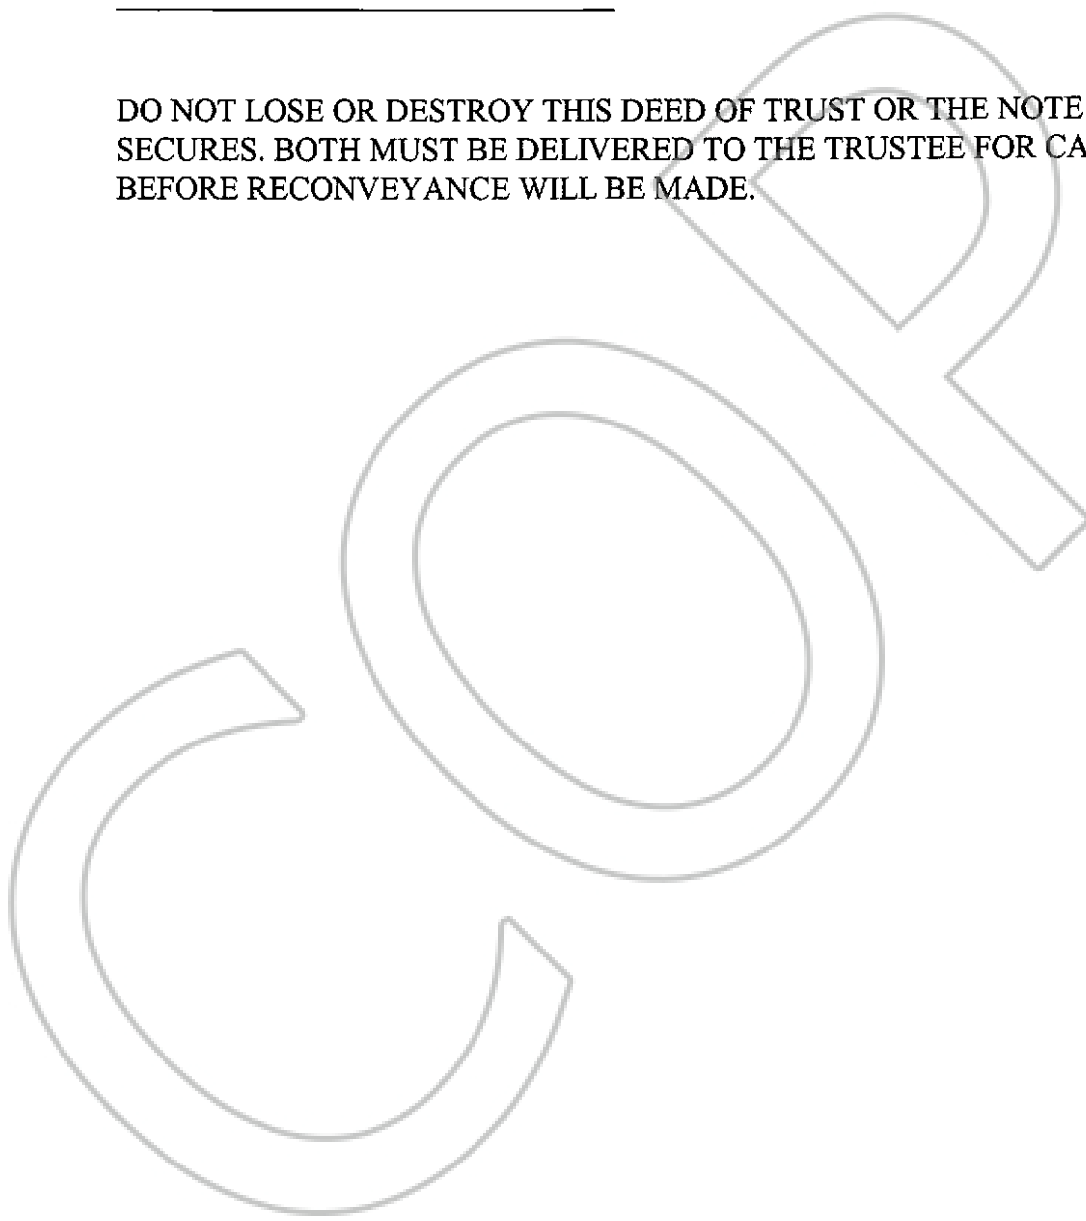 DO NOT LOSE OR DESTROY THIS DEED OF TRUST OR THE NOTE
SECURES. BOTH MUST BE DELIVERED TO THE TRUSTEE FOR CA
BEFORE RECONVEYANCE WILL BE MADE.
COP